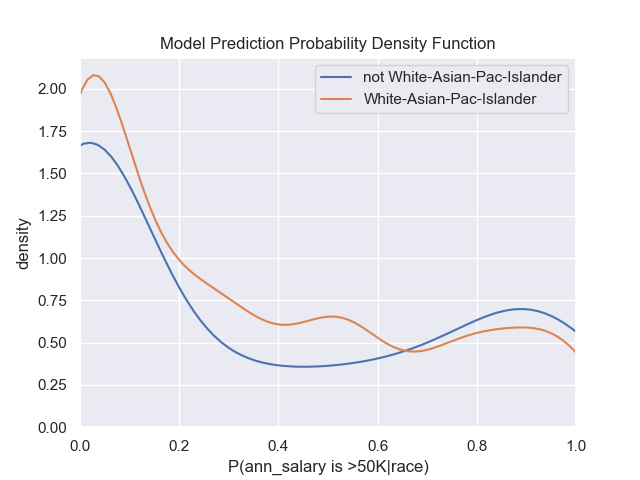 Model Prediction Probability Density Function
not White-Asian-Pac-Islander
White-Asian-Pac-Islander
density
2.00
1.75
1.50
1.25
1.00
0.75
0.50
0.25
0.00
0.0 0.2 0.4 0.6 0.8 1.0
P(ann_salary is >50K|race)